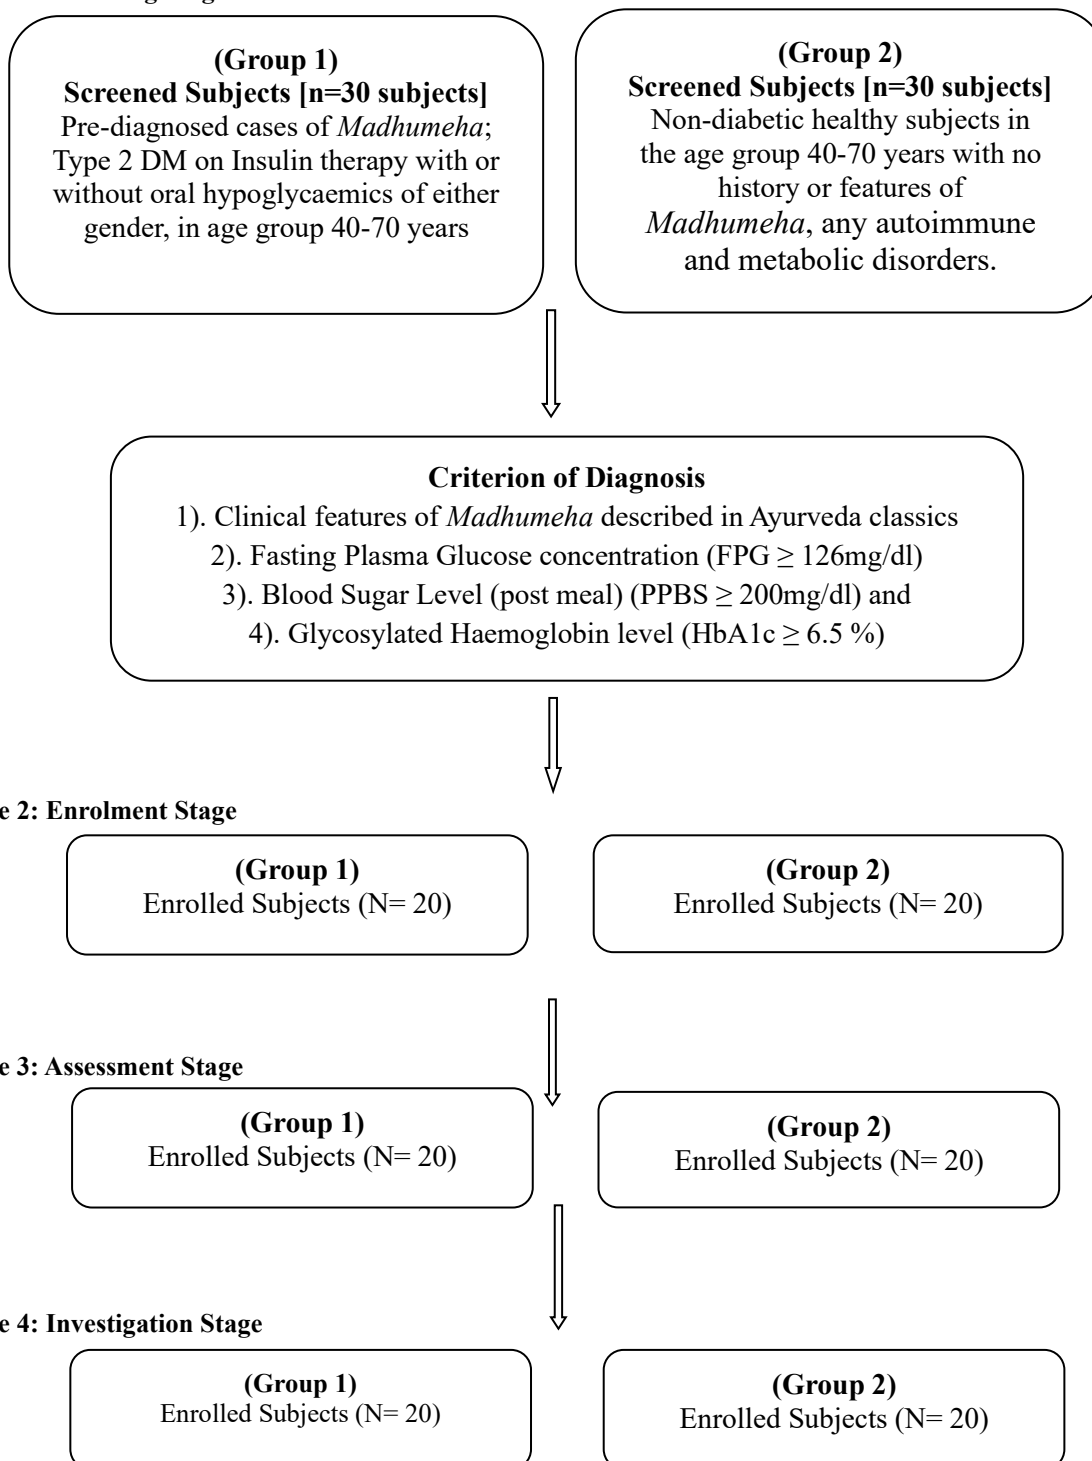 (Group 1)
Screened Subjects [n=30 subjects]
Pre-diagnosed cases of Madhumeha;
Type 2 DM on Insulin therapy with or
without oral hypoglycaemics of either
gender, in age group 40-70 years
(Group 2)
Screened Subjects [n=30 subjects]
Non-diabetic healthy subjects in
the age group 40-70 years with no
history or features of
Madhumeha, any autoimmune
and metabolic disorders.
Criterion of Diagnosis
1). Clinical features of Madhumeha described in Ayurveda classics
2). Fasting Plasma Glucose concentration (FPG ≥ 126mg/dl)
3). Blood Sugar Level (post meal) (PPBS ≥ 200mg/dl) and
4). Glycosylated Haemoglobin level (HbA1c ≥ 6.5 %)
e 2: Enrolment Stage
(Group 1)
Enrolled Subjects (N= 20)
(Group 2)
Enrolled Subjects (N= 20)
e 3: Assessment Stage
(Group 1)
Enrolled Subjects (N= 20)
(Group 2)
Enrolled Subjects (N= 20)
e 4: Investigation Stage
(Group 1)
Enrolled Subjects (N= 20)
(Group 2)
Enrolled Subjects (N= 20)